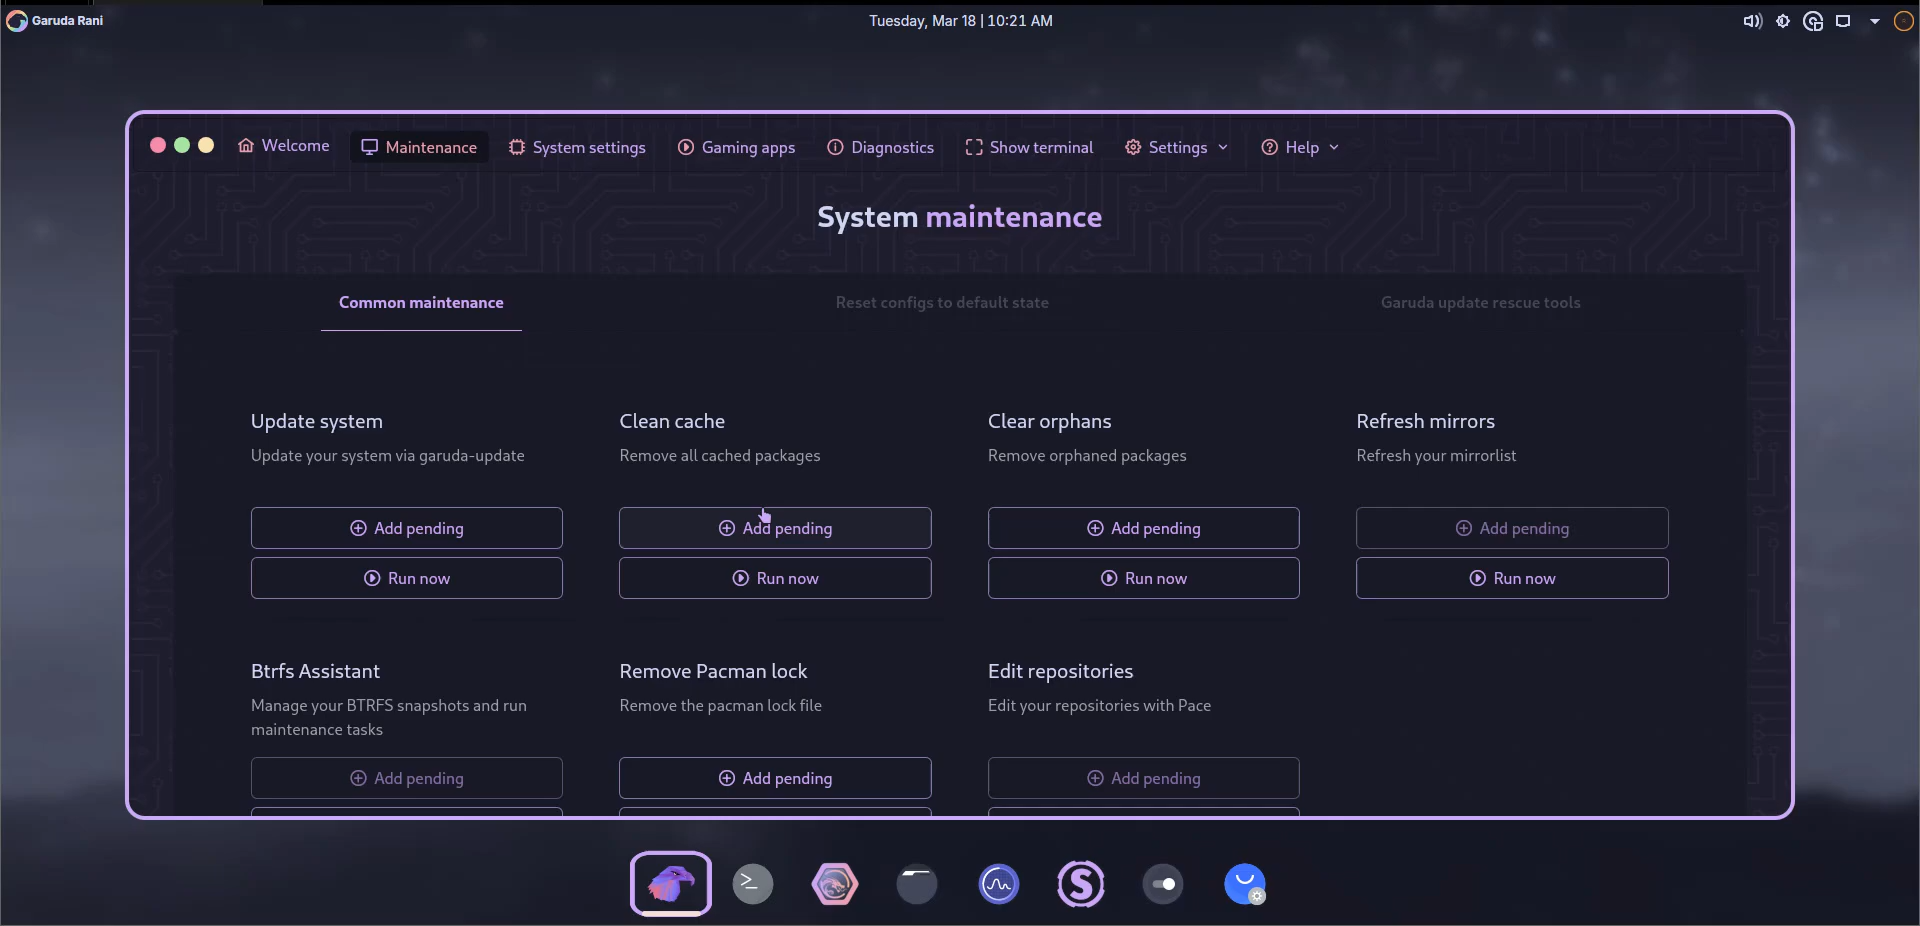 Garuda Rani
Tuesday, Mar 18 | 10:21 AM
Welcome
Maintenance
System settings
Gaming apps
Diagnostics
Show terminal
Settings
Help
System maintenance
Common maintenance
Reset configs to default state
Garuda update rescue tools
Update system
Update your system via garuda-update
Add pending
Run now
Clean cache
Remove all cached packages
Add pending
Run now
Clear orphans
Remove orphaned packages
Add pending
Run now
Refresh mirrors
Refresh your mirrorlist
Add pending
Run now
Btrfs Assistant
Manage your BTRFS snapshots and run
maintenance tasks
Add pending
Remove Pacman lock
Remove the pacman lock file
Add pending
Edit repositories
Edit your repositories with Pace
Add pending
S